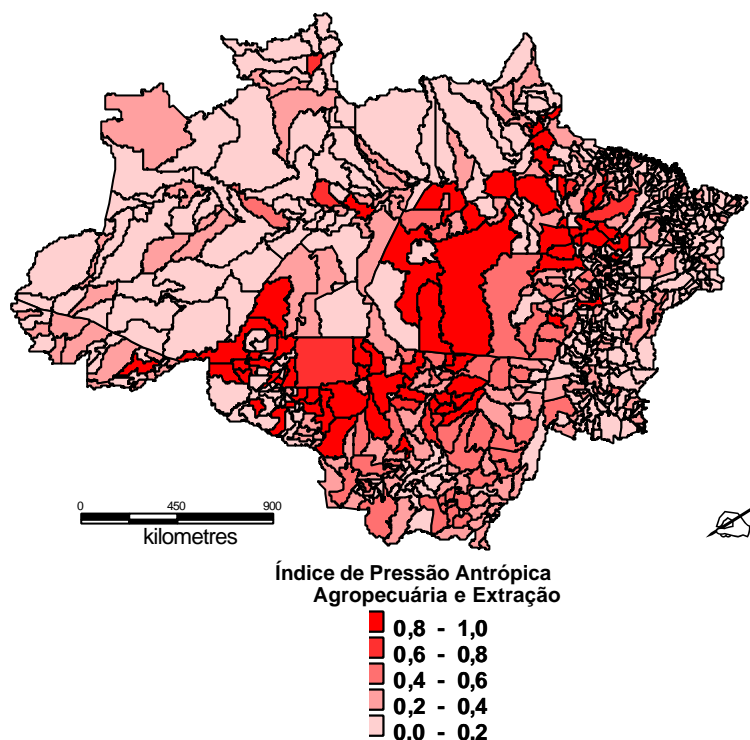 0 450 900
kilometres
Índice de Pressão Antrópica
Agropecuária e Extração
0,8 - 1,0
0,6 - 0,8
0,4 - 0,6
0,2 - 0,4
0,0 - 0,2